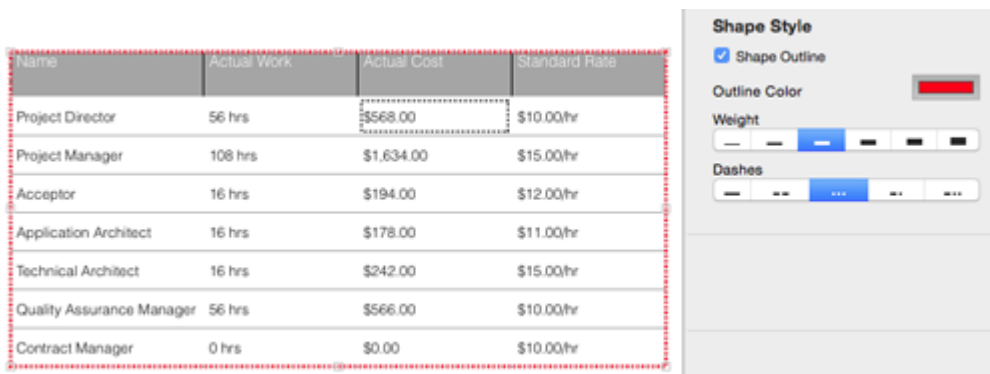 Name Actual Work Actual Cost Standard Rate
Project Director 56 hrs $568.00 $10.00/hr
Project Manager 108 hrs $1,634.00 $15.00/hr
Acceptor 16 hrs $194.00 $12.00/hr
Application Architect 16 hrs $178.00 $11.00/hr
Technical Architect 16 hrs $242.00 $15.00/hr
Quality Assurance Manager 56 hrs $566.00 $10.00/hr
Contract Manager 0 hrs $0.00 $10.00/hr
Shape Style
Shape Outline
Outline Color
Weight
Dashes